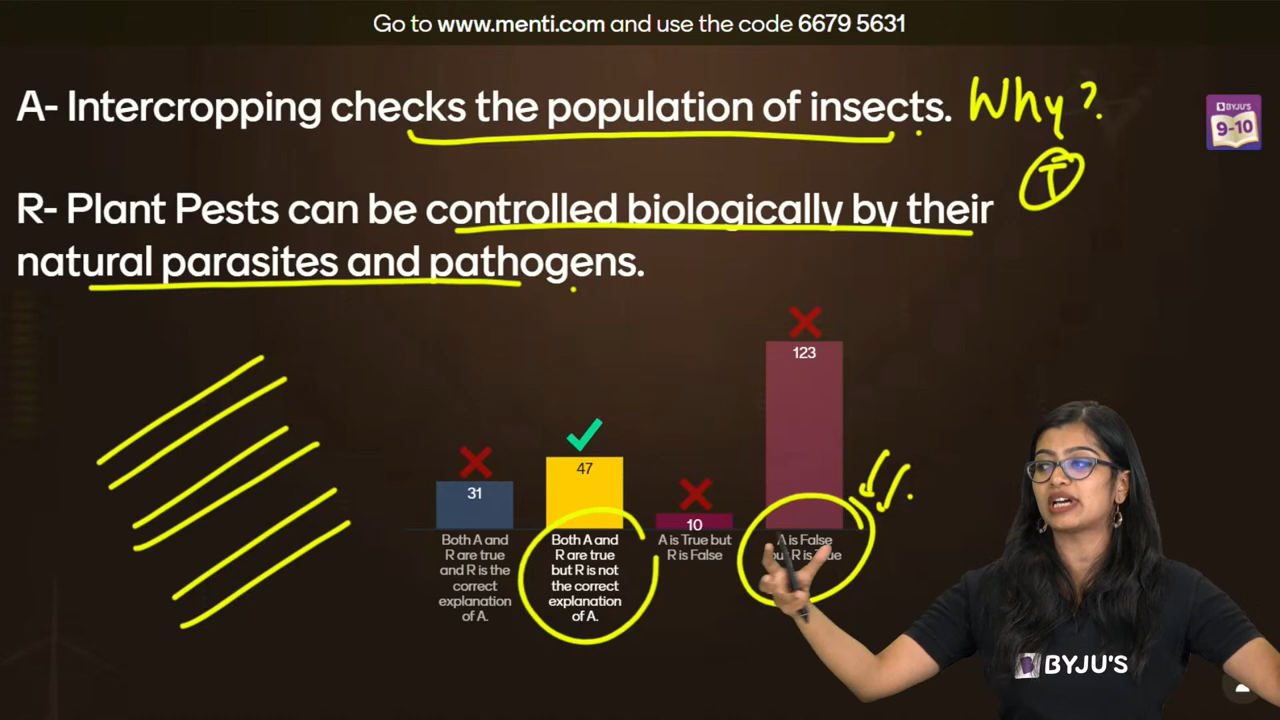 Go to www.menti.com and use the code 6679 5631
A- Intercropping checks the population of insects. Why?
BYJU'S
9-10
T
R- Plant Pests can be controlled biologically by their
natural parasites and pathogens.
123
47
31
10
Both A and
R are true
and R is the
correct
explanation
of A.
Both A and
R are true
but R is not
the correct
explanation
of A.
A is True but
R is False
A is False
but R is True
BYJU'S